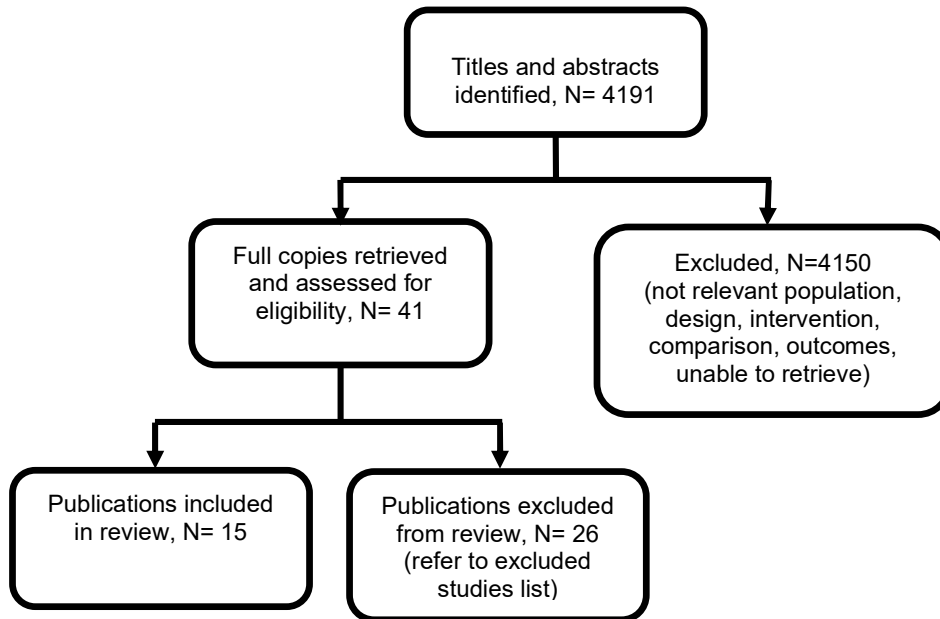 Titles and abstracts
identified, N= 4191
Full copies retrieved
and assessed for
eligibility, N= 41
Excluded, N=4150
(not relevant population,
design, intervention,
comparison, outcomes,
unable to retrieve)
Publications included
in review, N= 15
Publications excluded
from review, N= 26
(refer to excluded
studies list)